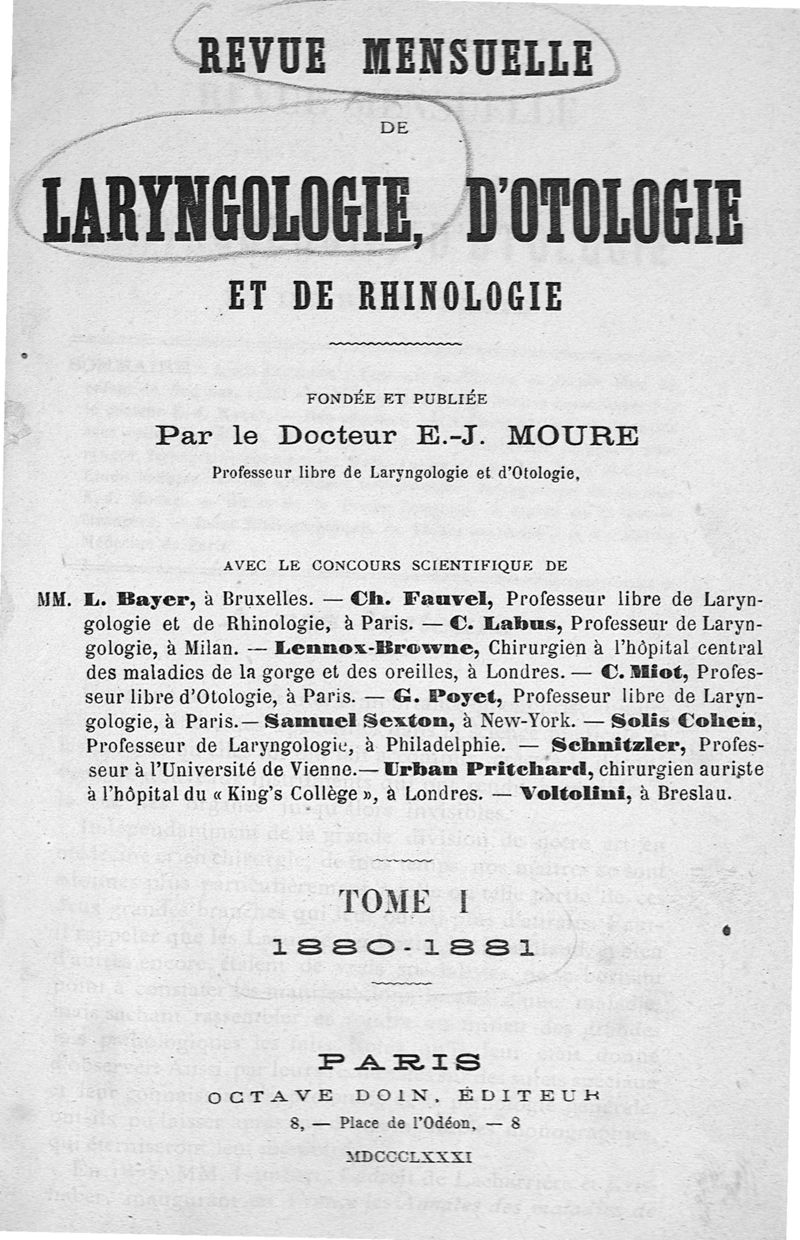 REVUE MENSUELLE
DE
LARYNGOLOGIE, D'OTOLOGIE
ET DE RHINOLOGIE
FONDÉE ET PUBLIÉE
Par le Docteur E.-J. MOURE
Professeur libre de Laryngologie et d'Otologie,
AVEC LE CONCOURS SCIENTIFIQUE DE
MM. L. Bayer, à Bruxelles. — Ch. Fauvel, Professeur libre de Laryn-
gologie et de Rhinologie, à Paris. — C. Labus, Professeur de Laryn-
gologie, à Milan. — Lennox-Browne, Chirurgien à l'hôpital central
des maladies de la gorge et des oreilles, à Londres. — C. Miot, Profes-
seur libre d'Otologie, à Paris. — G. Poyet, Professeur libre de Laryn-
gologie, à Paris. — Samuel Sexton, à New-York. — Solis Cohen,
Professeur de Laryngologie, à Philadelphie. — Schnitzler, Profes-
seur à l'Université de Vienne. — Urban Pritchard, chirurgien auriste
à l'hôpital du « King's Collège », à Londres. — Voltolini, à Breslau.
TOME I
1880-1881
PARIS
OCTAVE DOIN, ÉDITEUR
8, — Place de l'Odéon, — 8
MDCCCLXXXI